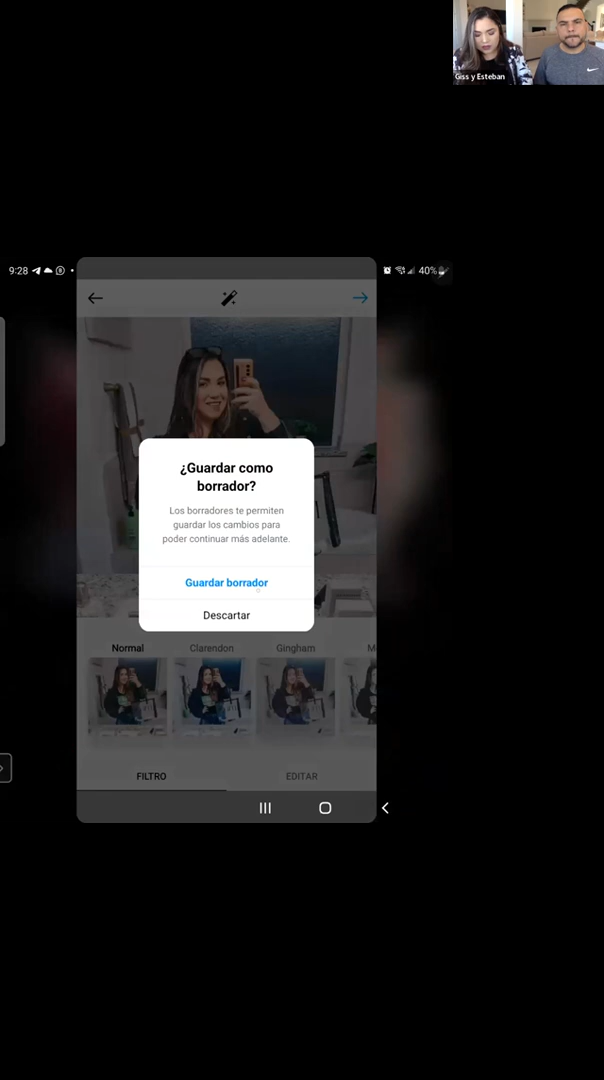 Giss y Esteban
9:28
40%
¿Guardar como
borrador?
Los borradores te permiten
guardar los cambios para
poder continuar más adelante.
Guardar borrador
Descartar
Normal
Clarendon
Gingham
M
FILTRO
EDITAR